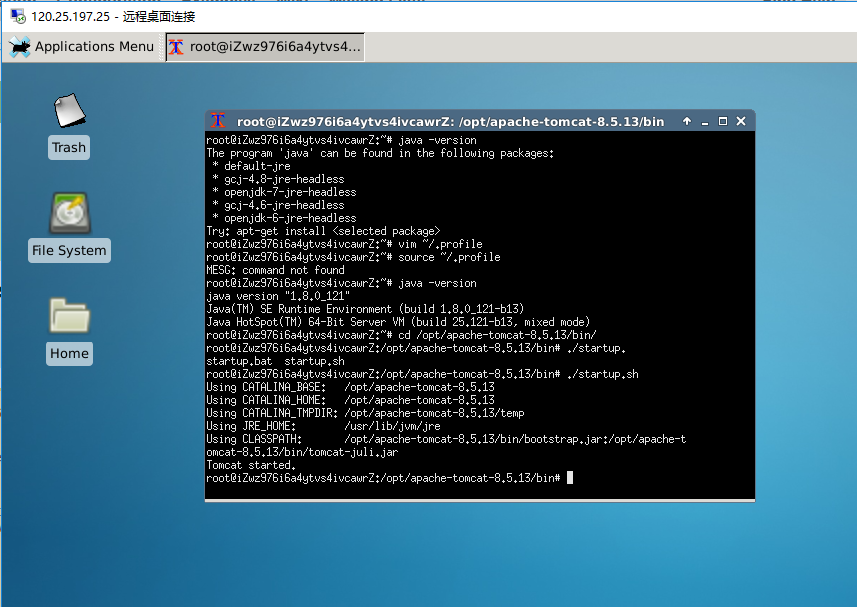 120.25.197.25 - 远程桌面连接
Applications Menu
root@iZwz976i6a4ytvs4...
Trash
File System
Home
root@iZwz976i6a4ytvs4ivcawrZ: /opt/apache-tomcat-8.5.13/bin
root@iZwz976i6a4ytvs4ivcawrZ:~# java -version
The program 'java' can be found in the following packages:
* default-jre
* gcj-4.8-jre-headless
* openjdk-7-jre-headless
* gcj-4.6-jre-headless
* openjdk-6-jre-headless
Try: apt-get install <selected package>
root@iZwz976i6a4ytvs4ivcawrZ:~# vim ~/.profile
root@iZwz976i6a4ytvs4ivcawrZ:~# source ~/.profile
MESG: command not found
root@iZwz976i6a4ytvs4ivcawrZ:~# java -version
java version "1.8.0_121"
Java(TM) SE Runtime Environment (build 1.8.0_121-b13)
Java HotSpot(TM) 64-Bit Server VM (build 25.121-b13, mixed mode)
root@iZwz976i6a4ytvs4ivcawrZ:~# cd /opt/apache-tomcat-8.5.13/bin/
root@iZwz976i6a4ytvs4ivcawrZ:/opt/apache-tomcat-8.5.13/bin# ./startup.
startup.bat  startup.sh
root@iZwz976i6a4ytvs4ivcawrZ:/opt/apache-tomcat-8.5.13/bin# ./startup.sh
Using CATALINA_BASE:   /opt/apache-tomcat-8.5.13
Using CATALINA_HOME:   /opt/apache-tomcat-8.5.13
Using CATALINA_TMPDIR: /opt/apache-tomcat-8.5.13/temp
Using JRE_HOME:        /usr/lib/jvm/jre
Using CLASSPATH:       /opt/apache-tomcat-8.5.13/bin/bootstrap.jar:/opt/apache-t
omcat-8.5.13/bin/tomcat-juli.jar
Tomcat started.
root@iZwz976i6a4ytvs4ivcawrZ:/opt/apache-tomcat-8.5.13/bin#